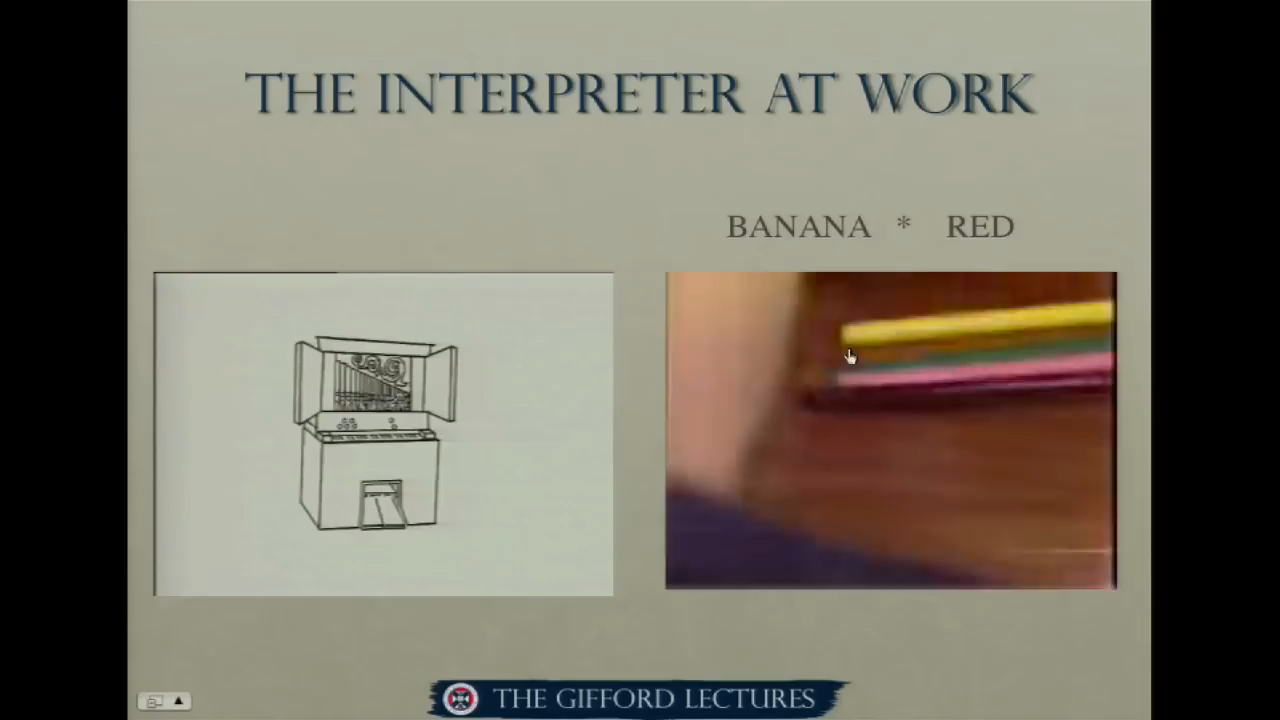 THE INTERPRETER AT WORK
BANANA * RED
THE GIFFORD LECTURES